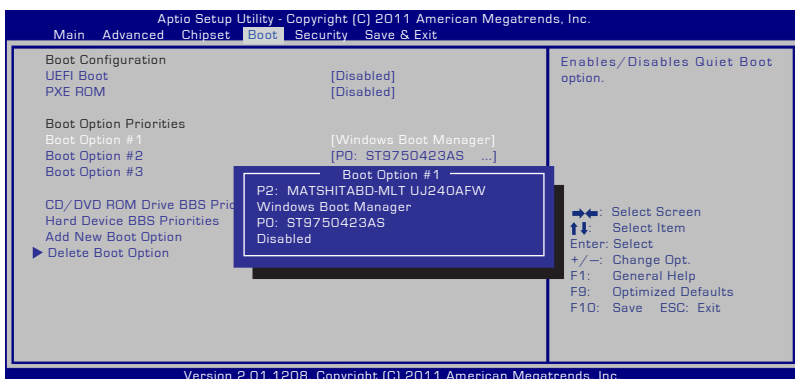 Aptio Setup Utility - Copyright (C) 2011 American Megatrends, Inc.
Main Advanced Chipset Boot Security Save & Exit
Boot Configuration
UEFI Boot [Disabled]
PXE ROM [Disabled]
Boot Option Priorities
Boot Option #1 [Windows Boot Manager]
Boot Option #2 [P0: ST9750423AS ...]
Boot Option #3
CD/DVD ROM Drive BBS Prio
Hard Device BBS Priorities
Add New Boot Option
Delete Boot Option
Boot Option #1
P2: MATSHITABD-MLT UJ240AFW
Windows Boot Manager
P0: ST9750423AS
Disabled
Enables/Disables Quiet Boot
option.
: Select Screen
: Select Item
Enter: Select
+/—: Change Opt.
F1: General Help
F9: Optimized Defaults
F10: Save ESC: Exit
Version 2.01.1208. Copyright (C) 2011 American Megatrends, Inc.